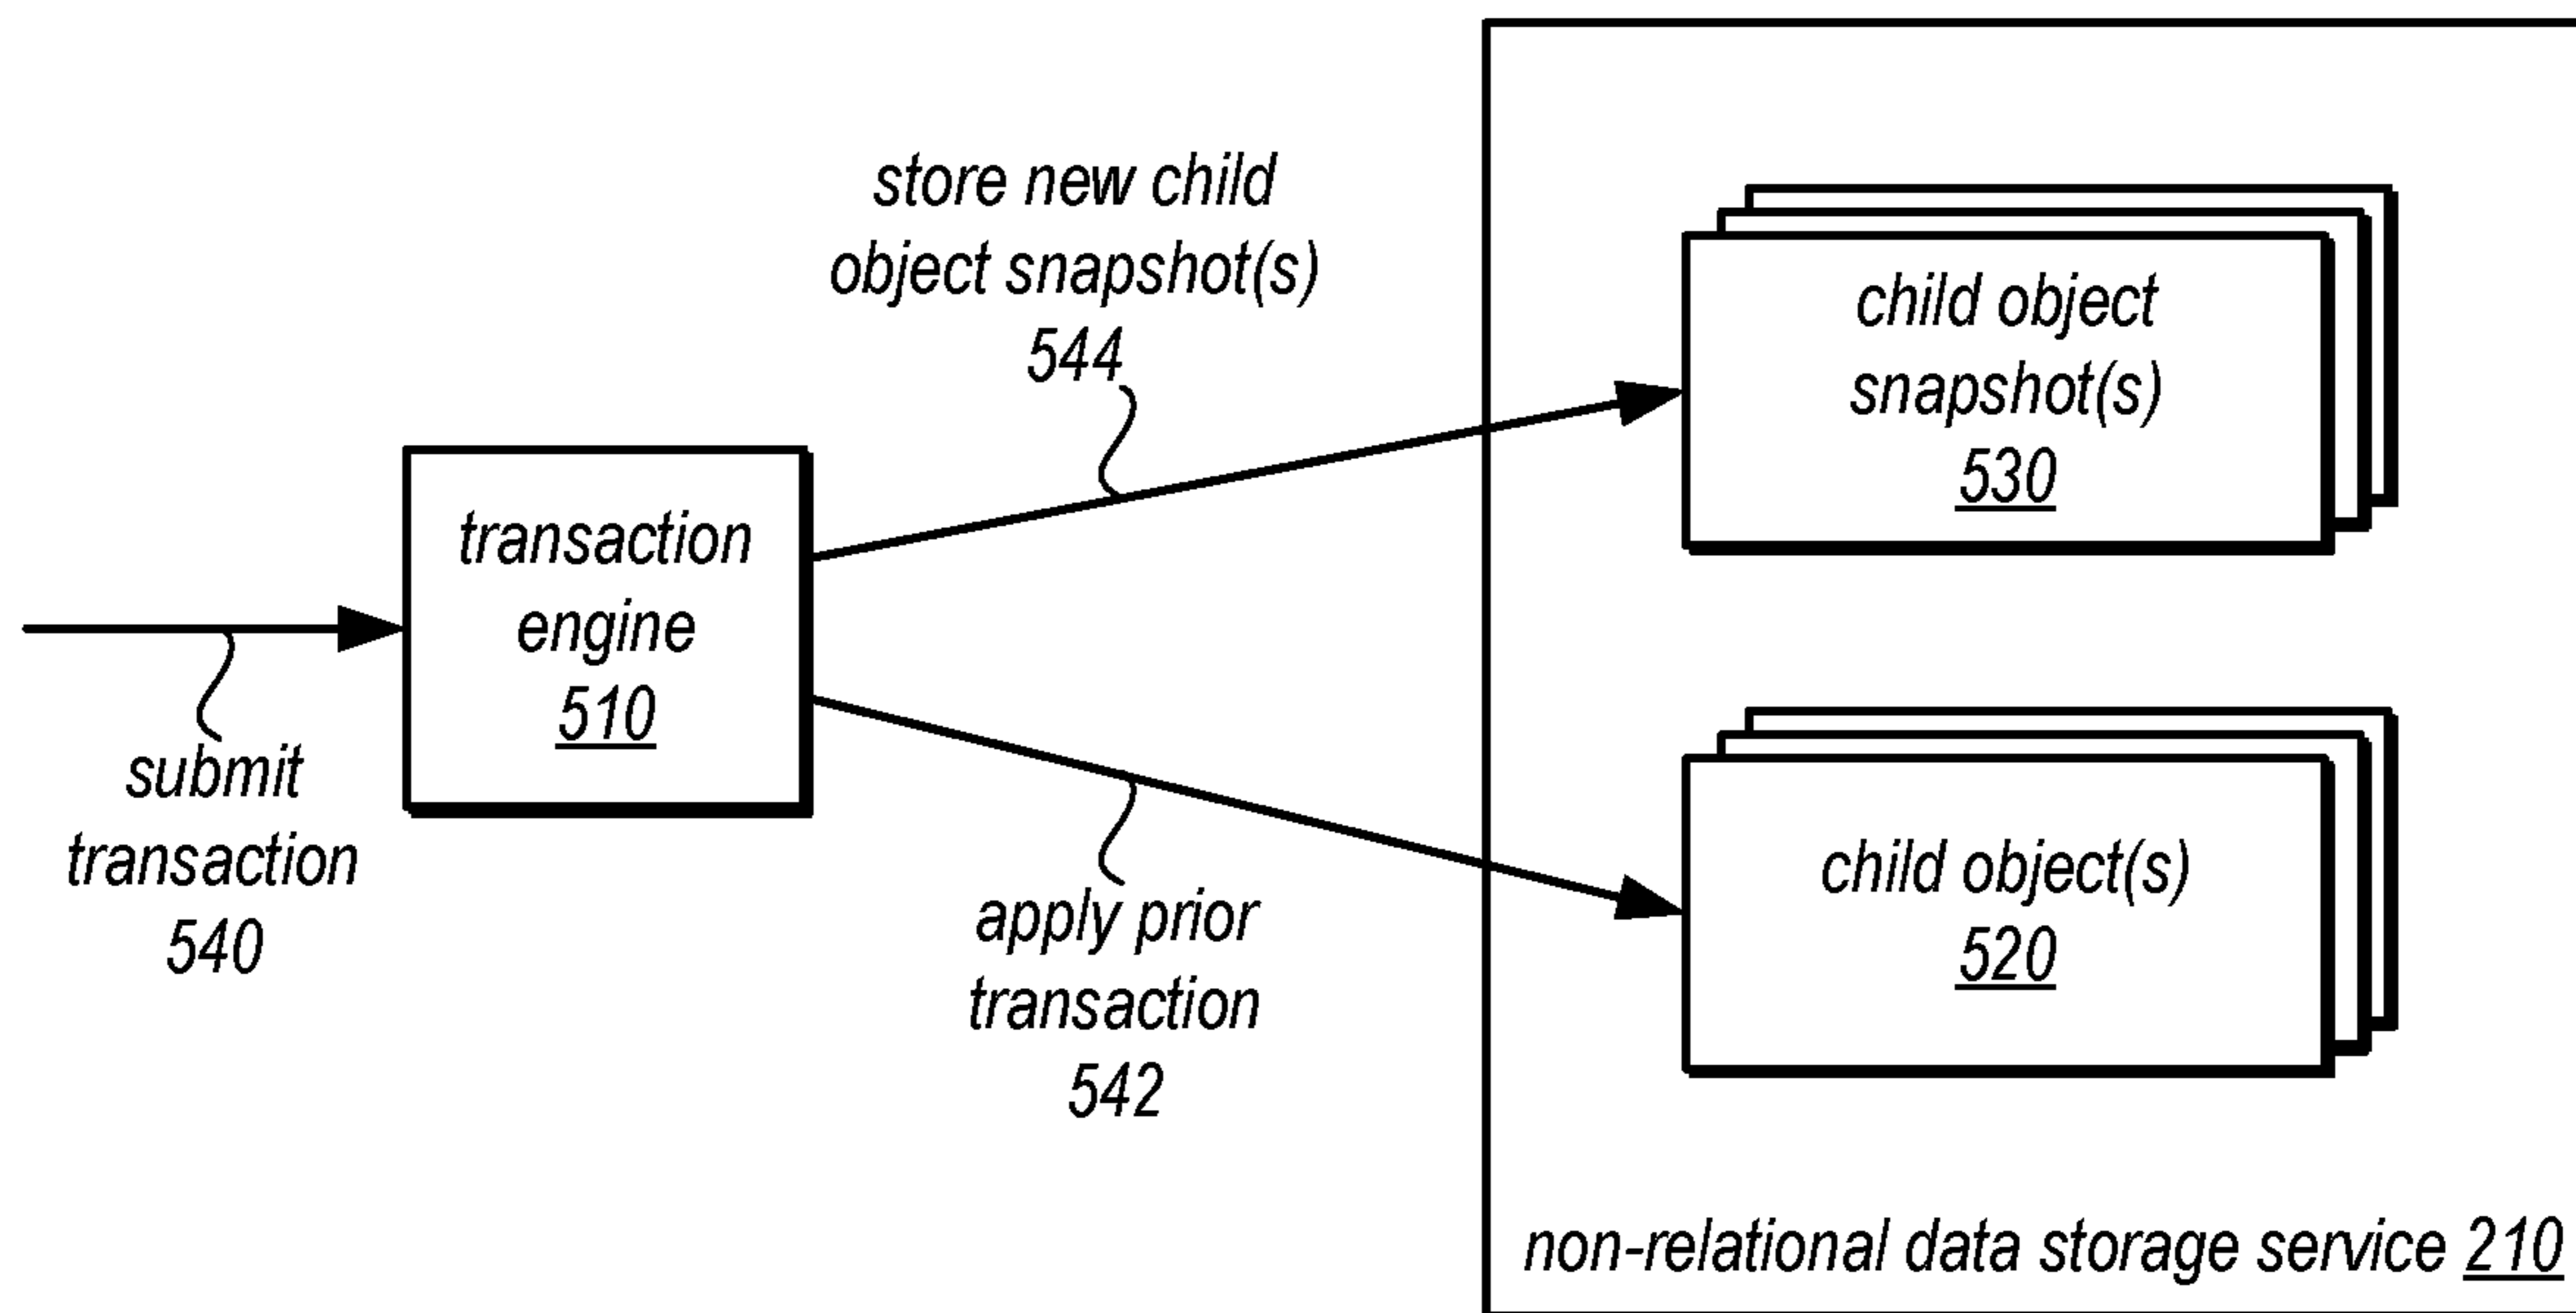 store new child
object snapshot(s)
544
child object
snapshot(s)
530
transaction
engine
510
submit
transaction
540
apply prior
transaction
542
child object(s)
520
non-relational data storage service 210